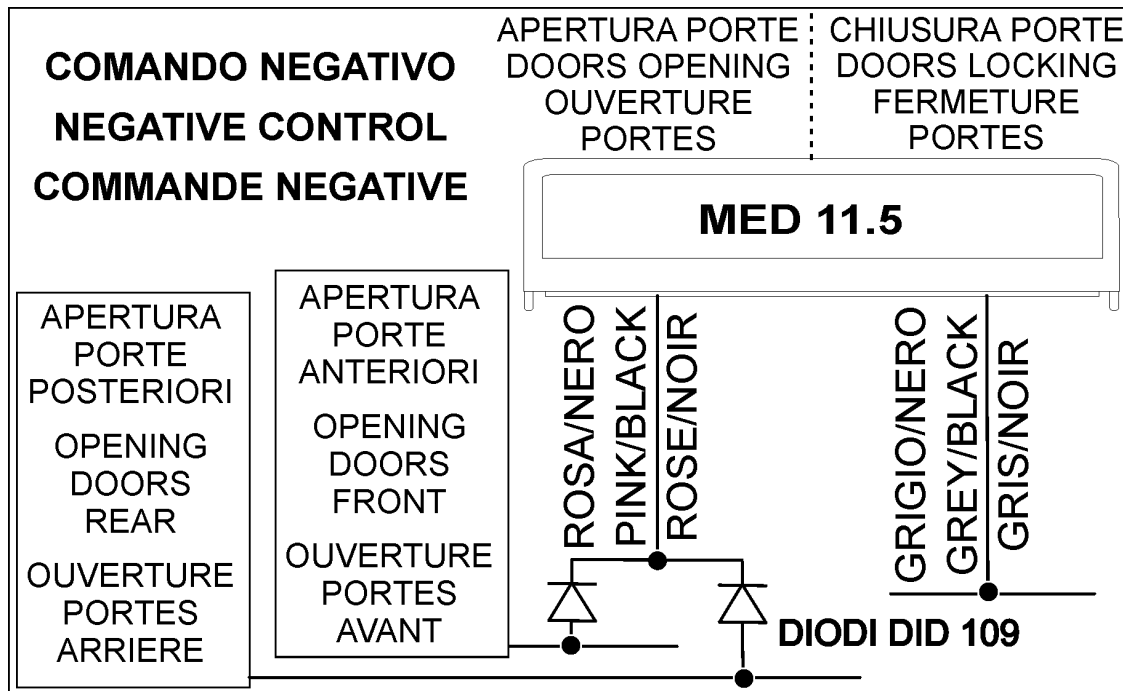 COMANDO NEGATIVO
NEGATIVE CONTROL
COMMANDE NEGATIVE
APERTURA PORTE
DOORS OPENING
OUVERTURE
PORTES
CHIUSURA PORTE
DOORS LOCKING
FERMETURE
PORTES
MED 11.5
APERTURA
PORTE
POSTERIORI
OPENING
DOORS
REAR
OUVERTURE
PORTES
ARRIERE
APERTURA
PORTE
ANTERIORI
OPENING
DOORS
FRONT
OUVERTURE
PORTES
AVANT
ROSA/NERO
PINK/BLACK
ROSE/NOIR
GRIGIO/NERO
GREY/BLACK
GRIS/NOIR
DIODI DID 109